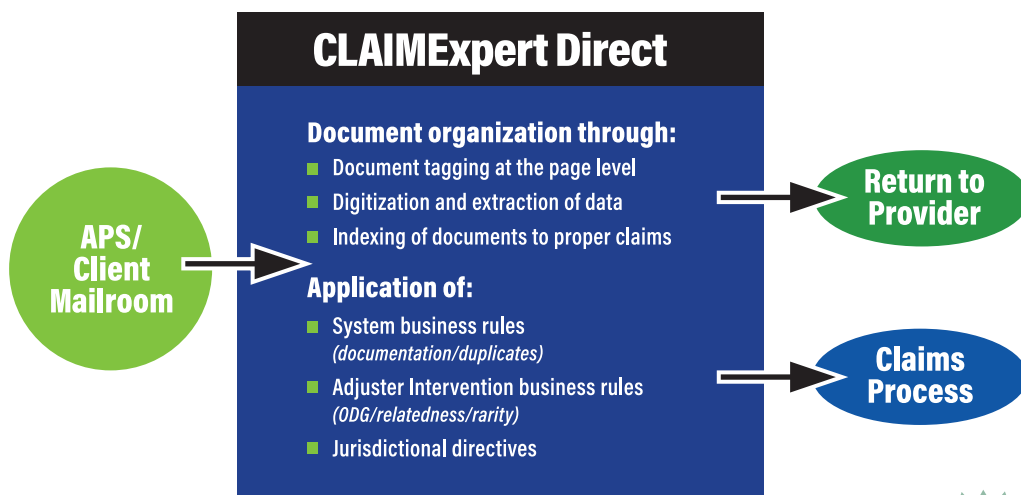 CLAIMExpert Direct
APS/
Client
Mailroom
Document organization through:
Document tagging at the page level
Digitization and extraction of data
Indexing of documents to proper claims
Application of:
System business rules
(documentation/duplicates)
Adjuster Intervention business rules
(ODG/relatedness/rarity)
Jurisdictional directives
Return to
Provider
Claims
Process